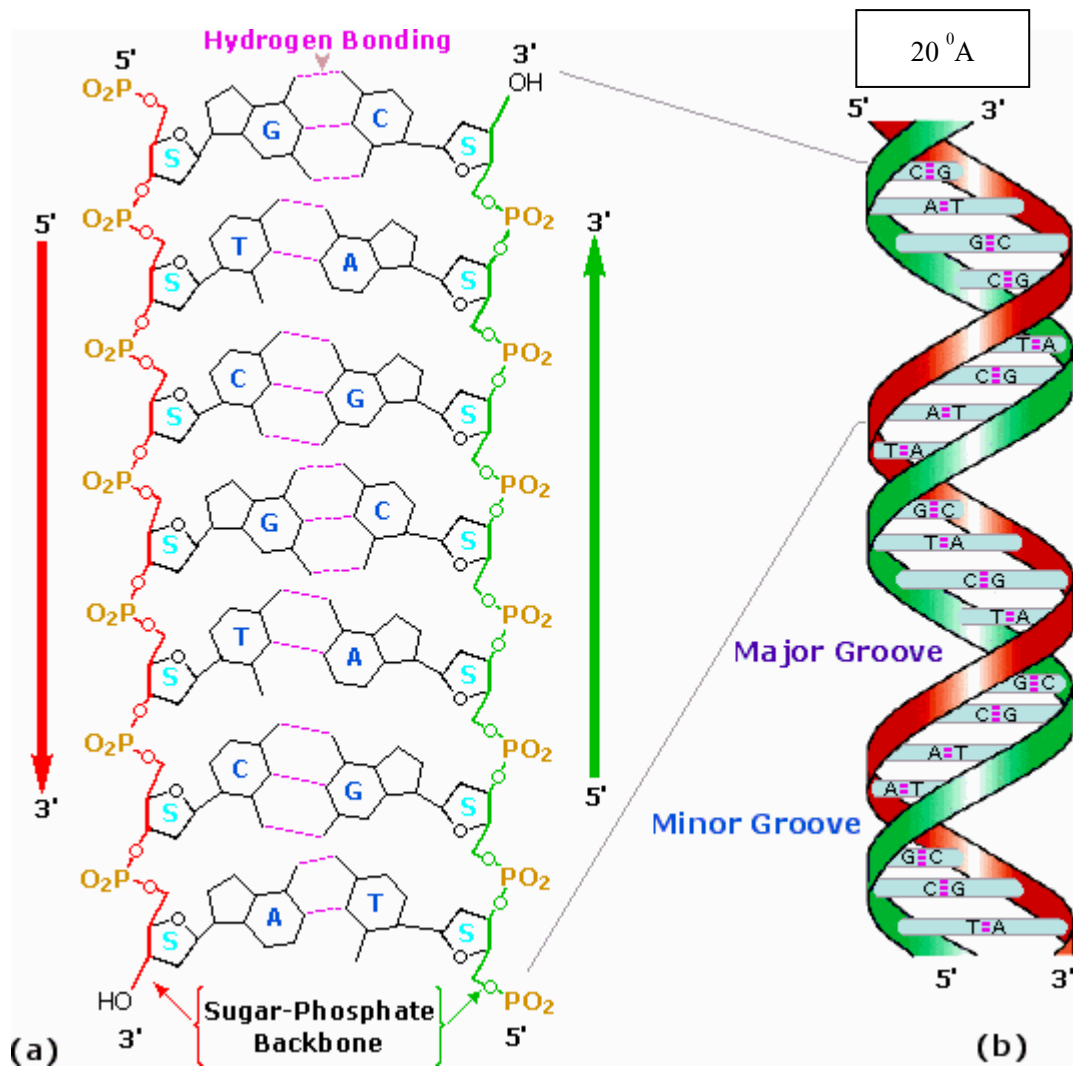 20 ⁰A
Hydrogen Bonding
5'
3'
O₂P
OH
G
C
S
S
5'
3'
C≡G
A=T
G≡C
C≡G
T=A
C≡G
A=T
T=A
G≡C
T=A
C≡G
T=A
G≡C
C≡G
A=T
A=T
G≡C
C≡G
T=A
5'
3'
5'
3'
3'
5'
O₂P
PO₂
T
A
S
S
O₂P
PO₂
C
G
S
S
O₂P
PO₂
G
C
S
S
O₂P
PO₂
T
A
S
S
O₂P
PO₂
C
G
S
S
O₂P
PO₂
A
T
S
S
HO
PO₂
3'
5'
Sugar-Phosphate
Backbone
Major Groove
Minor Groove
(a)
(b)